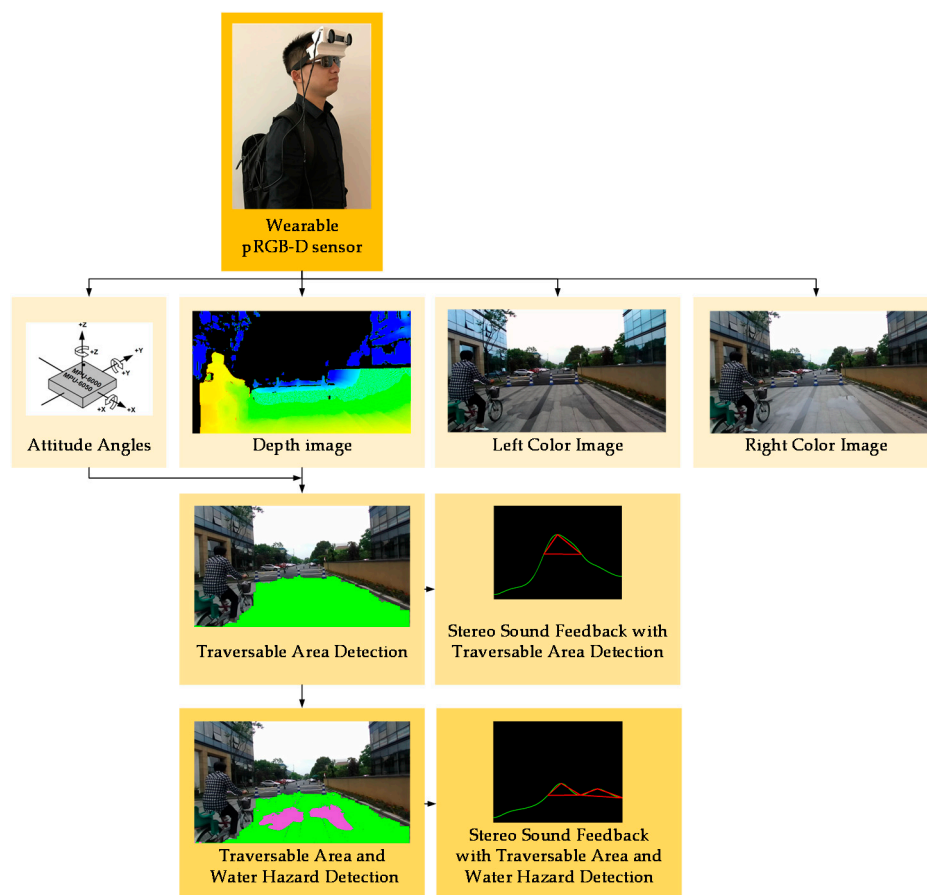 Wearable
pRGB-D sensor
+Z
+Z
+Y
+Y
MPU-6000
MPU-6050
+X
+X
Attitude Angles
Depth image
Left Color Image
Right Color Image
Traversable Area Detection
Stereo Sound Feedback with
Traversable Area Detection
Traversable Area and
Water Hazard Detection
Stereo Sound Feedback
with Traversable Area and
Water Hazard Detection